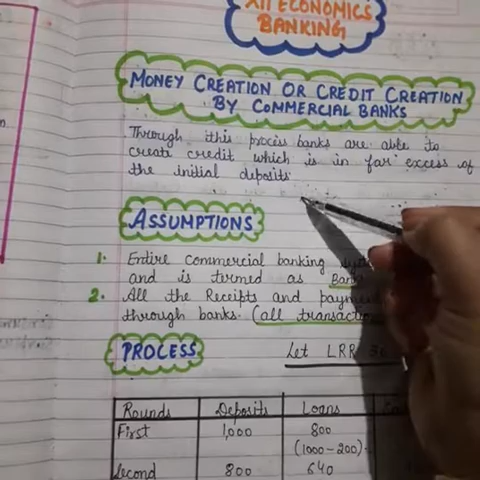 XII ECONOMICS
BANKING
MONEY CREATION OR CREDIT CREATION
BY COMMERCIAL BANKS
Through this process banks are able to
create credit which is in far excess of
the initial deposits
ASSUMPTIONS
1. Entire commercial banking
and is termed as Bank
2. All the Receipts and
through banks. (all
PROCESS
Let LRR
Rounds Deposits Loans
First 1,000 800
(1000-200)
Second 800 640